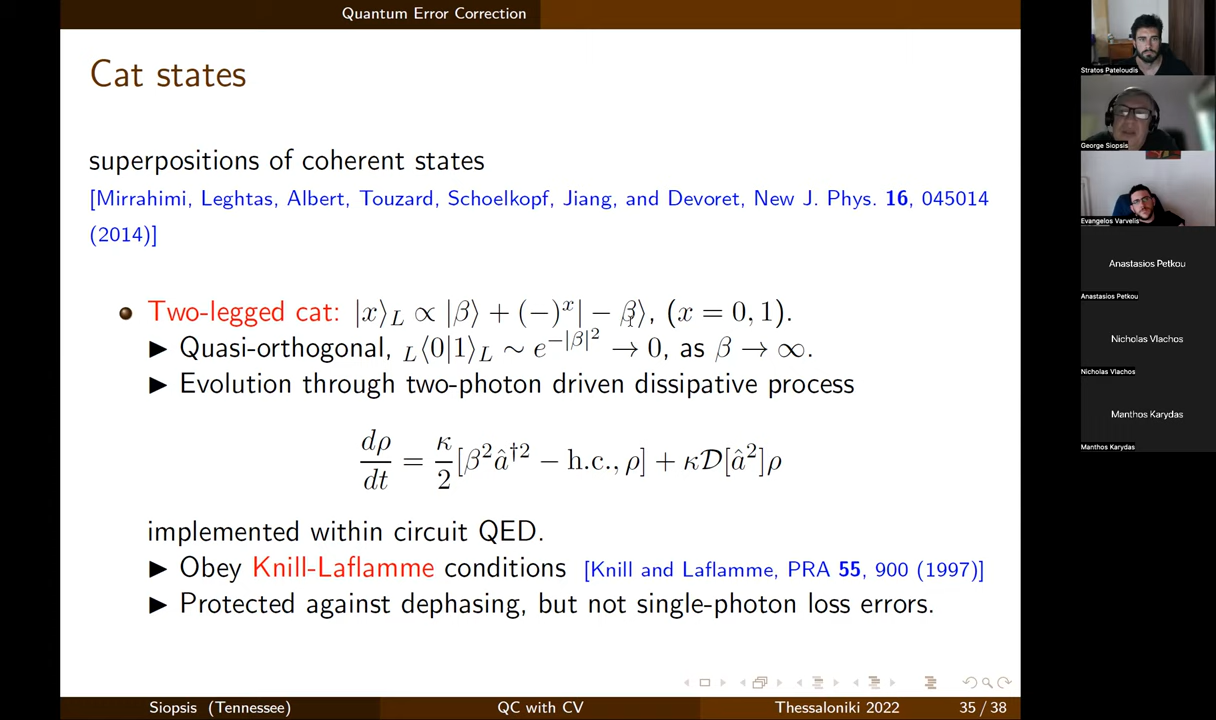 Quantum Error Correction
Cat states
superpositions of coherent states
[Mirrahimi, Leghtas, Albert, Touzard, Schoelkopf, Jiang, and Devoret, New J. Phys. 16, 045014
(2014)]
Two-legged cat: |x⟩_L ∝ |β⟩ + (−)^x| − β⟩, (x = 0, 1).
▶ Quasi-orthogonal, _L⟨0|1⟩_L ∼ e^{−|β|^2} → 0, as β → ∞.
▶ Evolution through two-photon driven dissipative process
dρ/dt = κ/2 [β^2 â^{†2} − h.c., ρ] + κ𝒟[â^2]ρ
implemented within circuit QED.
▶ Obey Knill-Laflamme conditions [Knill and Laflamme, PRA 55, 900 (1997)]
▶ Protected against dephasing, but not single-photon loss errors.
Siopsis (Tennessee) QC with CV Thessaloniki 2022 35 / 38
Stratos Pateloudis
George Siopsis
Evangelos Varvelis
Anastasios Petkou
Anastasios Petkou
Nicholas Vlachos
Nicholas Vlachos
Manthos Karydas
Manthos Karydas